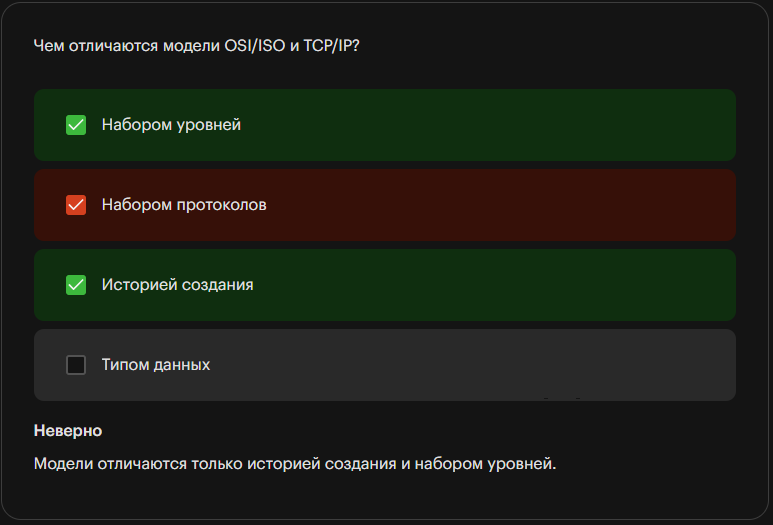 Чем отличаются модели OSI/ISO и TCP/IP?
Набором уровней
Набором протоколов
Историей создания
Типом данных
Неверно
Модели отличаются только историей создания и набором уровней.